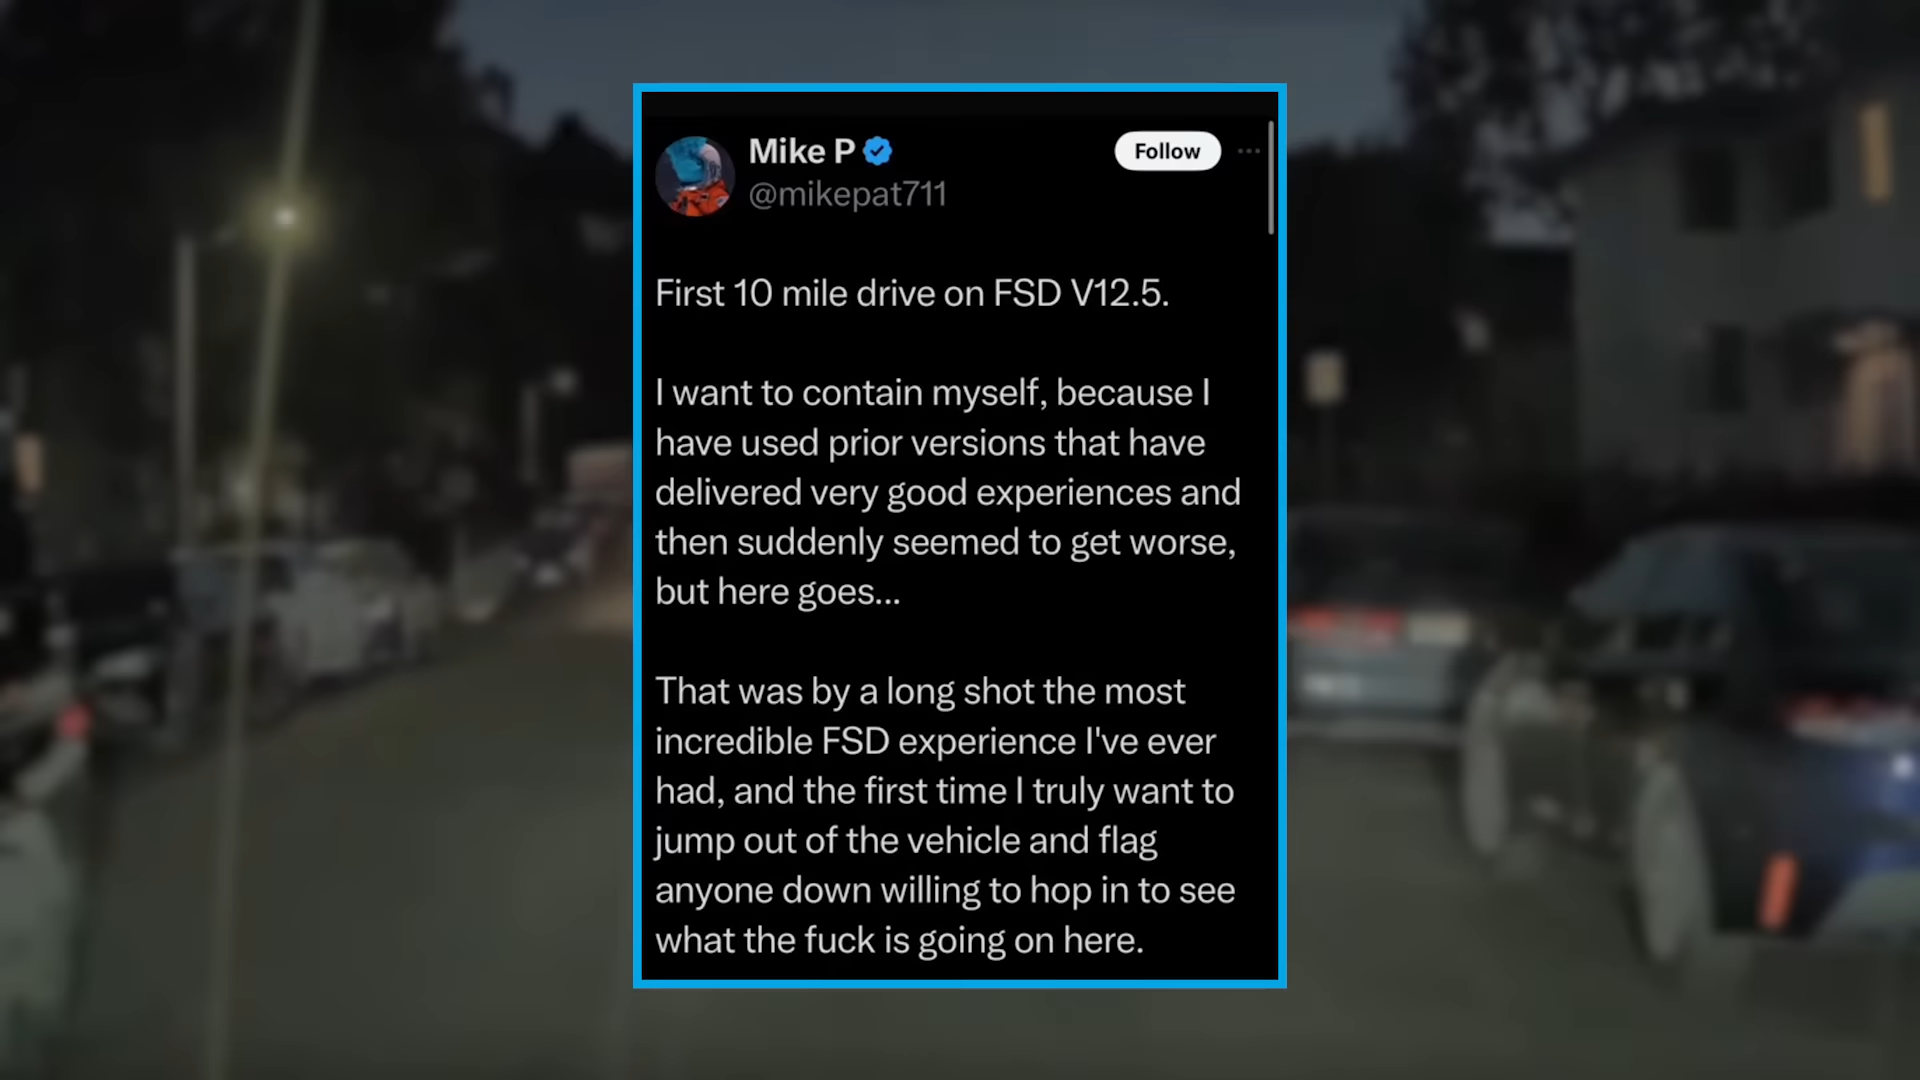 Mike P
Follow
@mikepat711
First 10 mile drive on FSD V12.5.
I want to contain myself, because I
have used prior versions that have
delivered very good experiences and
then suddenly seemed to get worse,
but here goes...
That was by a long shot the most
incredible FSD experience I've ever
had, and the first time I truly want to
jump out of the vehicle and flag
anyone down willing to hop in to see
what the fuck is going on here.